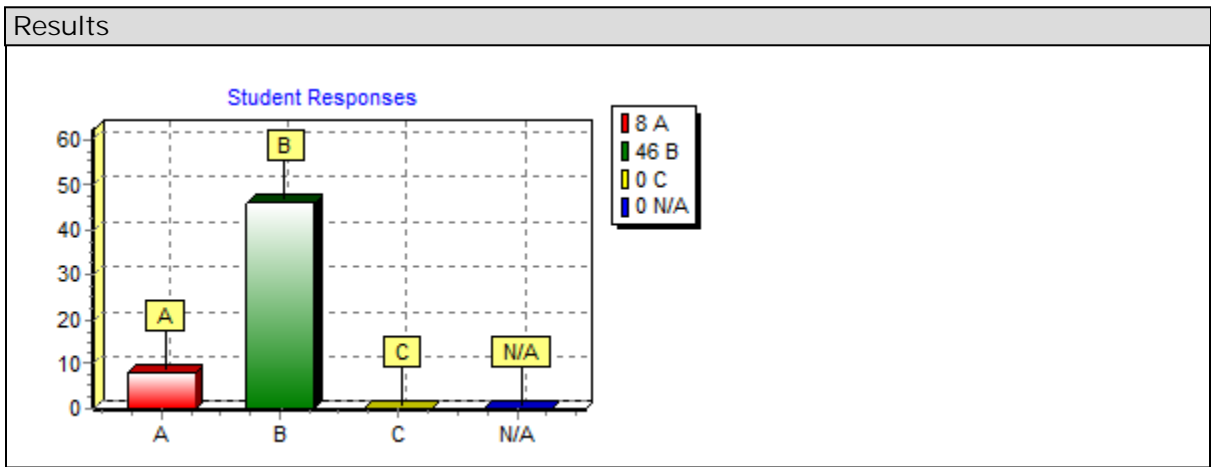 Results
Student Responses
8 A
46 B
0 C
0 N/A
60
50
40
30
20
10
0
A
B
C
N/A
A
B
C
N/A